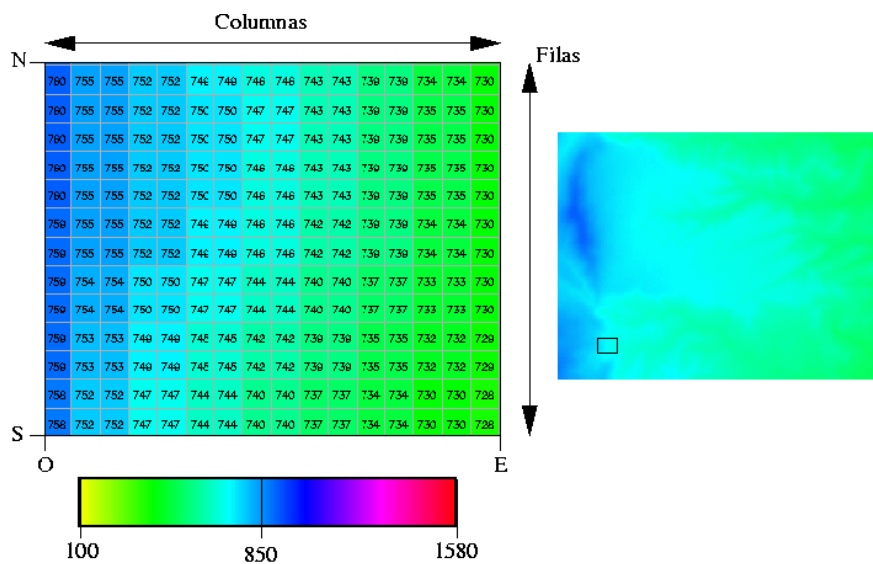 Columnas
N
Filas
760 755 755 752 752 749 749 746 746 743 743 739 739 734 734 730
760 755 755 752 752 750 750 747 747 743 743 739 739 735 735 730
760 755 755 752 752 750 750 747 747 743 743 739 739 735 735 730
760 755 755 752 752 750 750 746 746 743 743 739 739 735 735 730
760 755 755 752 752 750 750 746 746 743 743 739 739 735 735 730
759 755 755 752 752 749 749 746 746 742 742 739 739 734 734 730
759 755 755 752 752 749 749 746 746 742 742 739 739 734 734 730
759 754 754 750 750 747 747 744 744 740 740 737 737 733 733 730
759 754 754 750 750 747 747 744 744 740 740 737 737 733 733 730
759 753 753 749 749 745 745 742 742 739 739 735 735 732 732 729
759 753 753 749 749 745 745 742 742 739 739 735 735 732 732 729
758 752 752 747 747 744 744 740 740 737 737 734 734 730 730 728
758 752 752 747 747 744 744 740 740 737 737 734 734 730 730 728
S
O E
100 850 1580